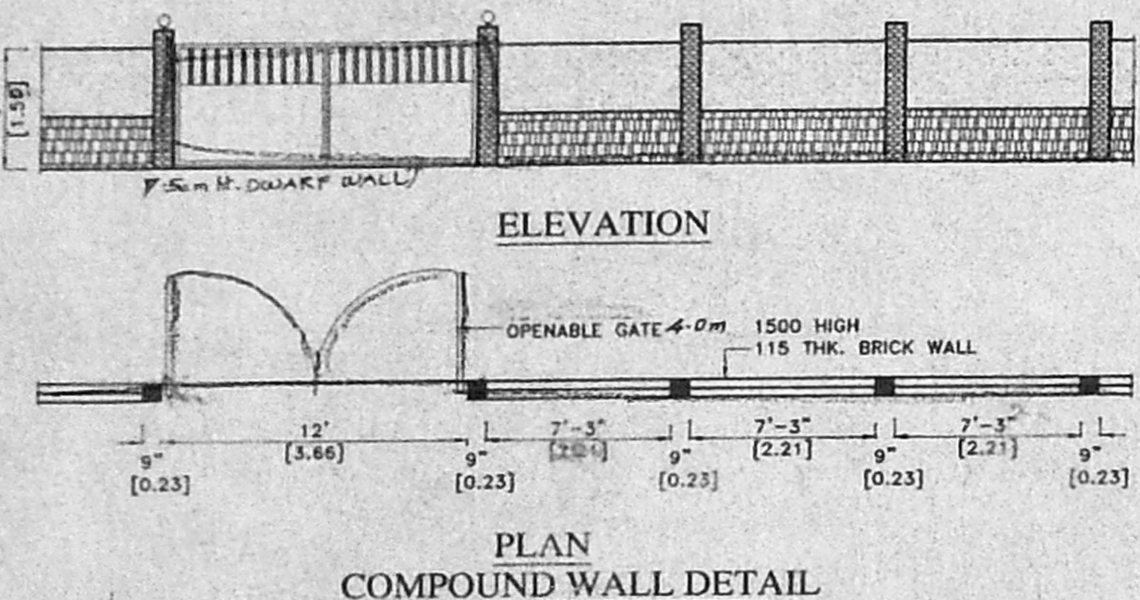 [1.50]
.5cm ht. DWARF WALL
ELEVATION
OPENABLE GATE 4.0m
1500 HIGH
115 THK. BRICK WALL
12' 7'-3" 7'-3" 7'-3"
[3.66] [2.21] [2.21]
9" 9" 9" 9" 9"
[0.23] [0.23] [0.23] [0.23] [0.23]
PLAN
COMPOUND WALL DETAIL